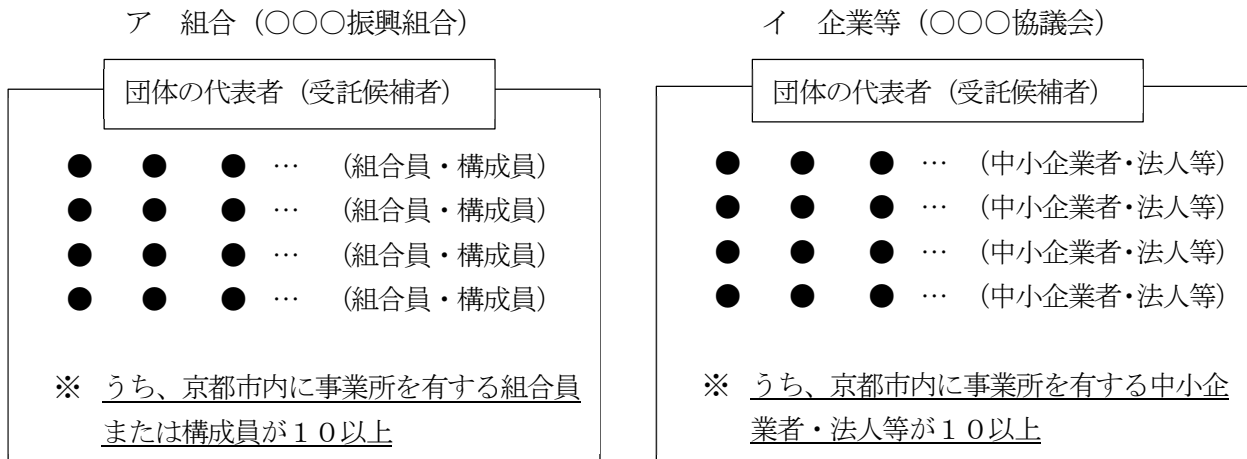 ア 組合（○○○振興組合）
団体の代表者（受託候補者）
● ● ● … （組合員・構成員）
● ● ● … （組合員・構成員）
● ● ● … （組合員・構成員）
● ● ● … （組合員・構成員）
※ うち、京都市内に事業所を有する組合員
または構成員が１０以上
イ 企業等（○○○協議会）
団体の代表者（受託候補者）
● ● ● … （中小企業者・法人等）
● ● ● … （中小企業者・法人等）
● ● ● … （中小企業者・法人等）
● ● ● … （中小企業者・法人等）
※ うち、京都市内に事業所を有する中小企
業者・法人等が１０以上